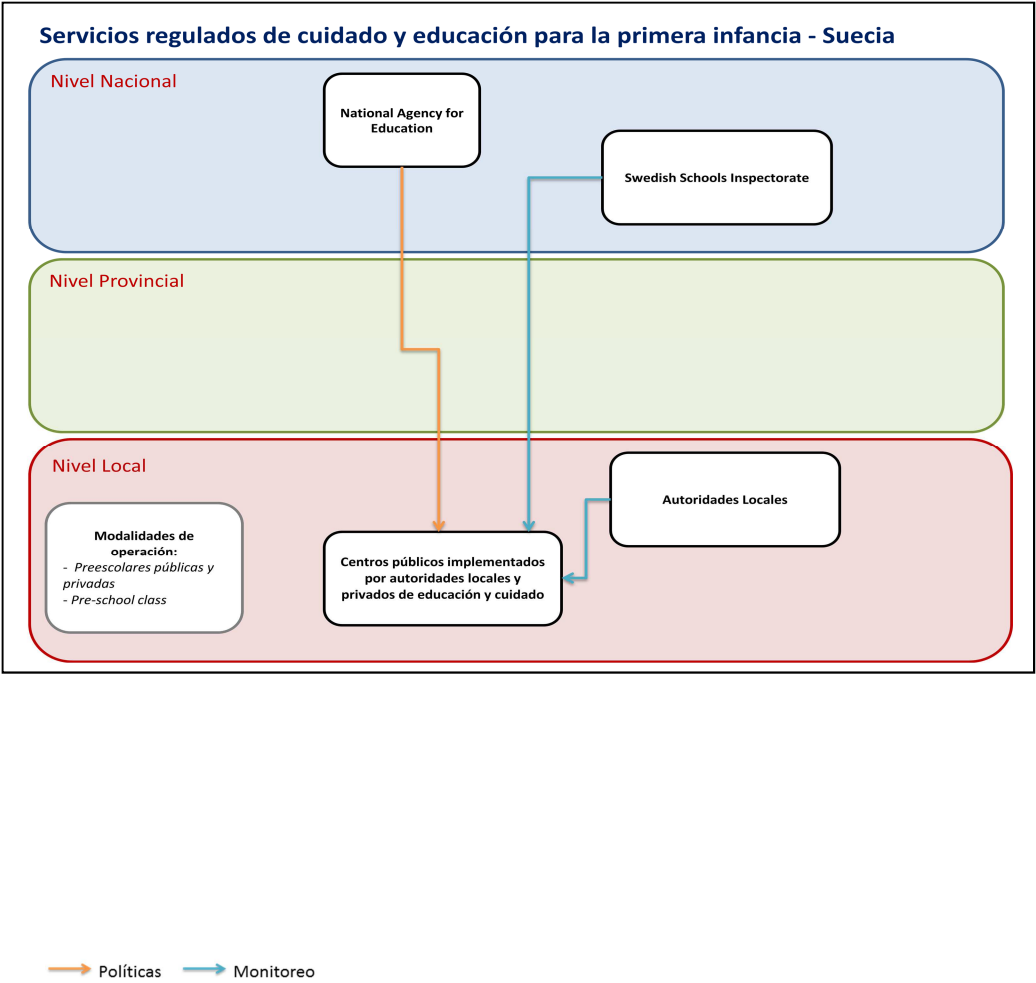 Servicios regulados de cuidado y educación para la primera infancia - Suecia
Nivel Nacional
National Agency for
Education
Swedish Schools Inspectorate
Nivel Provincial
Nivel Local
Autoridades Locales
Modalidades de
operación:
- Preescolares públicas y
privadas
- Pre-school class
Centros públicos implementados
por autoridades locales y
privados de educación y cuidado
Políticas
Monitoreo